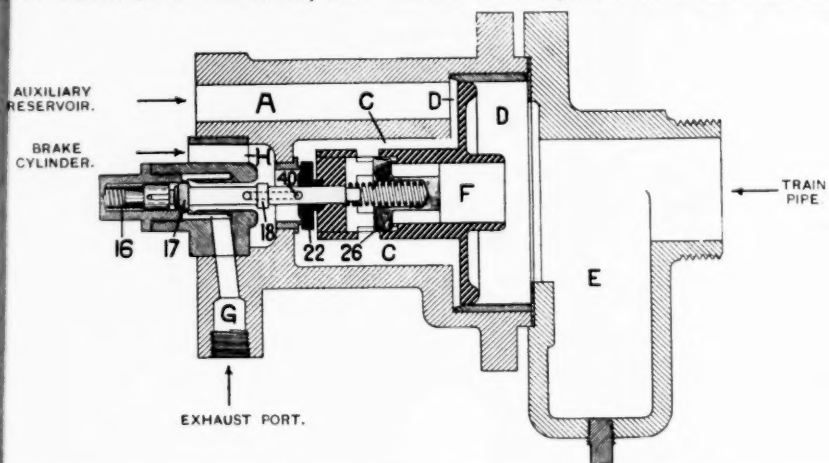 AUXILIARY
RESERVOIR.
A
C
D
D
BRAKE
CYLINDER.
H
40
F
TRAIN
PIPE.
16
17
18
22
26
C
E
G
EXHAUST PORT.